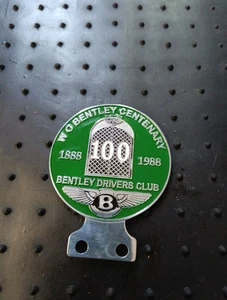 W O BENTLEY CENTENARY
100
1888 1988
BENTLEY DRIVERS CLUB
B